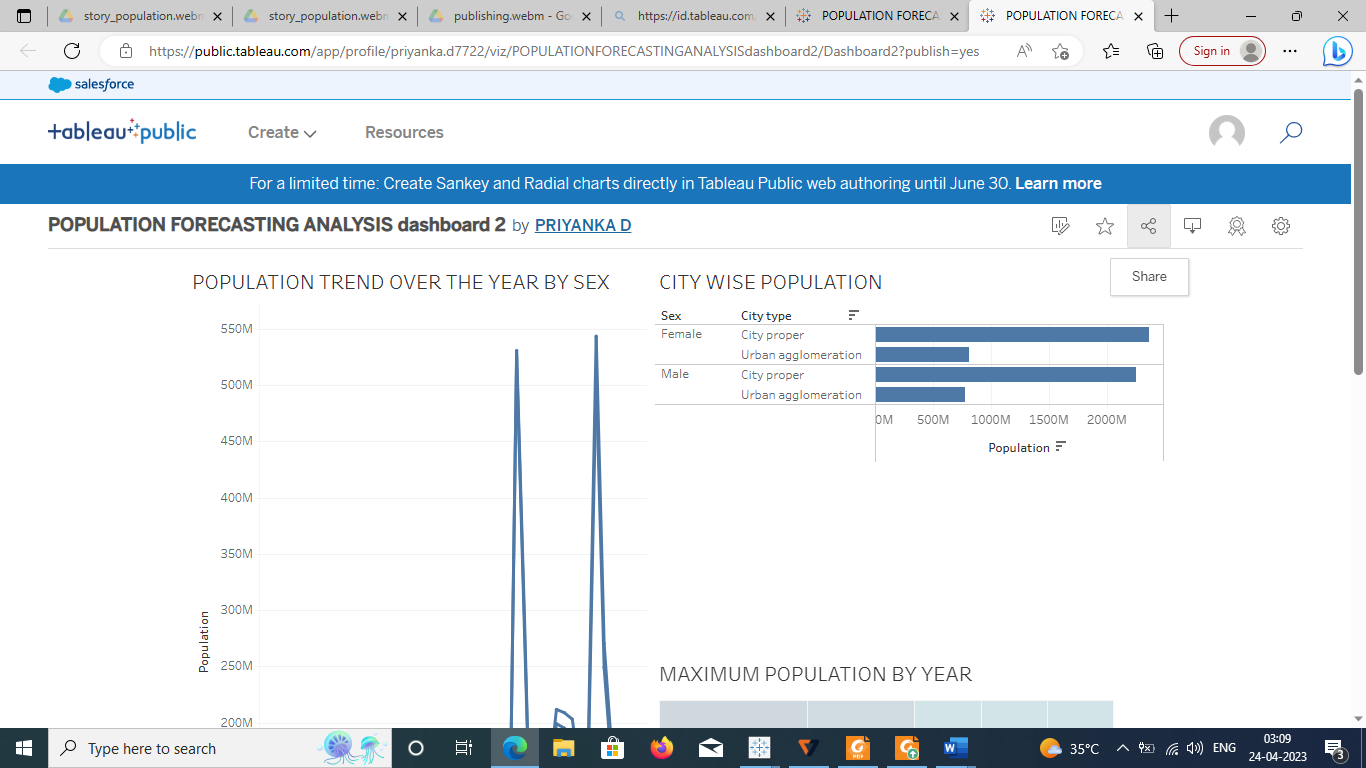 story_population.webm
story_population.webm
publishing.webm - Go
https://id.tableau.com
POPULATION FORECA
POPULATION FORECA
https://public.tableau.com/app/profile/priyanka.d7722/viz/POPULATIONFORECASTINGANALYSISdashboard2/Dashboard2?publish=yes
Sign in
salesforce
tableau public
Create
Resources
For a limited time: Create Sankey and Radial charts directly in Tableau Public web authoring until June 30. Learn more
POPULATION FORECASTING ANALYSIS dashboard 2 by PRIYANKA D
Share
POPULATION TREND OVER THE YEAR BY SEX
550M
500M
450M
400M
350M
300M
250M
200M
Population
CITY WISE POPULATION
Sex City type
Female City proper
Urban agglomeration
Male City proper
Urban agglomeration
0M 500M 1000M 1500M 2000M
Population
MAXIMUM POPULATION BY YEAR
Type here to search
35°C
ENG
03:09
24-04-2023
3